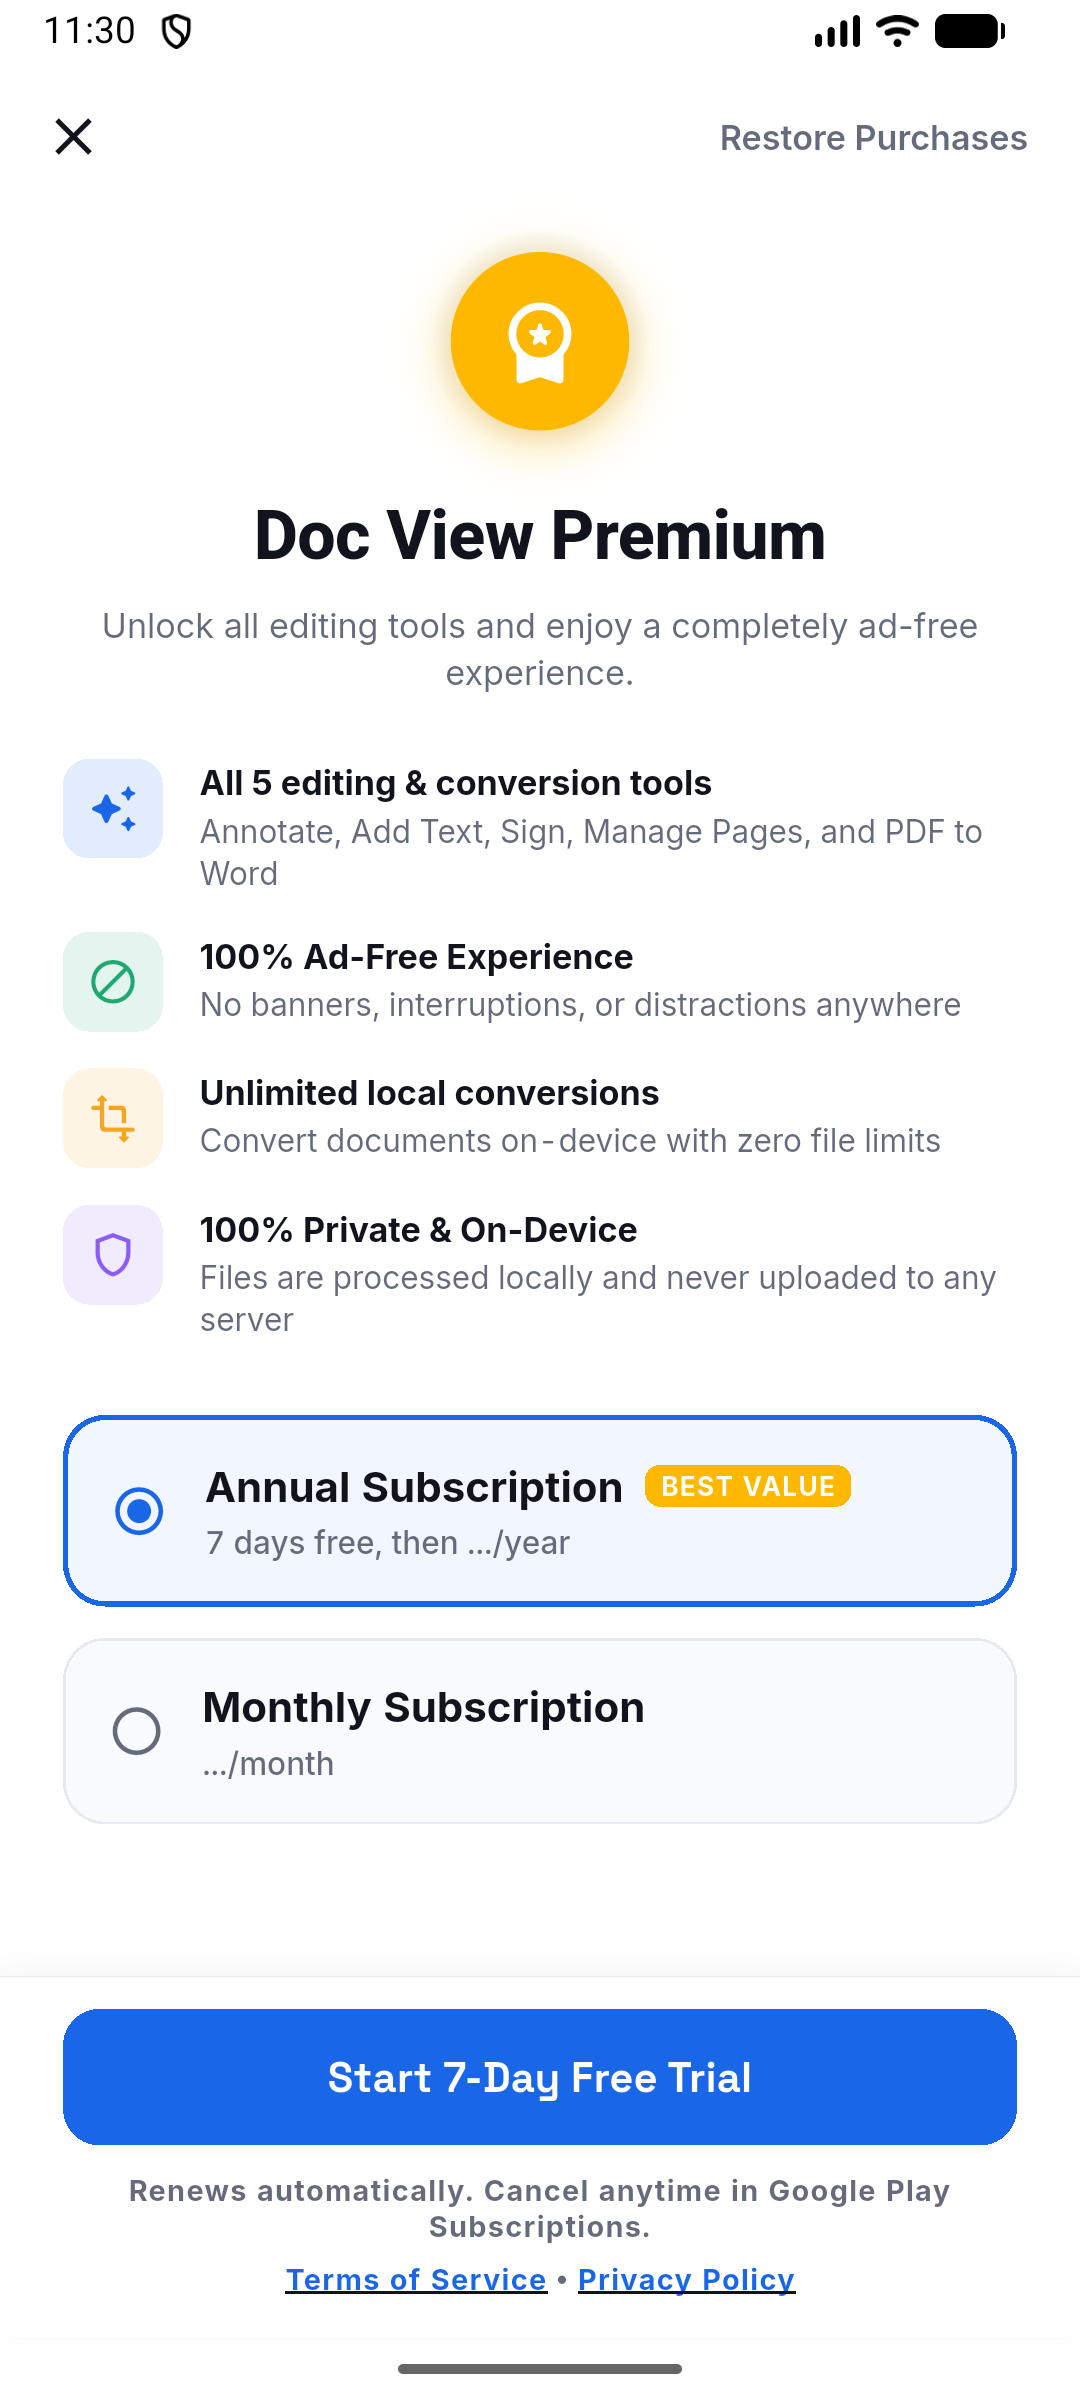 11:30
Restore Purchases
Doc View Premium
Unlock all editing tools and enjoy a completely ad-free
experience.
All 5 editing & conversion tools
Annotate, Add Text, Sign, Manage Pages, and PDF to
Word
100% Ad-Free Experience
No banners, interruptions, or distractions anywhere
Unlimited local conversions
Convert documents on-device with zero file limits
100% Private & On-Device
Files are processed locally and never uploaded to any
server
Annual Subscription BEST VALUE
7 days free, then .../year
Monthly Subscription
.../month
Start 7-Day Free Trial
Renews automatically. Cancel anytime in Google Play
Subscriptions.
Terms of Service • Privacy Policy